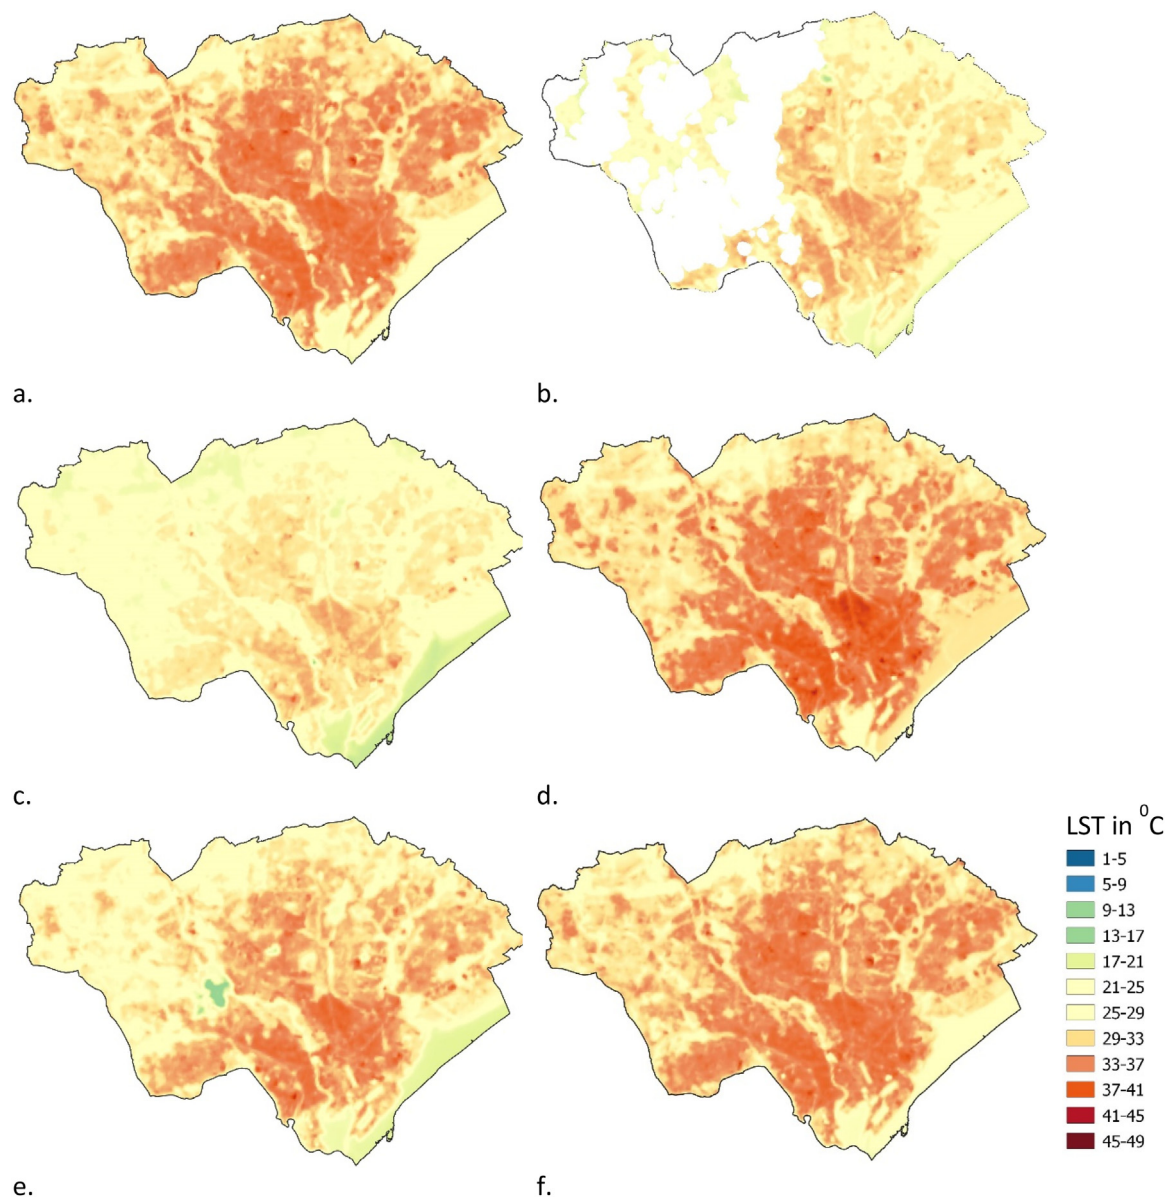 a.
b.
c.
d.
LST in ⁰C
1-5
5-9
9-13
13-17
17-21
21-25
25-29
29-33
33-37
37-41
41-45
45-49
e.
f.